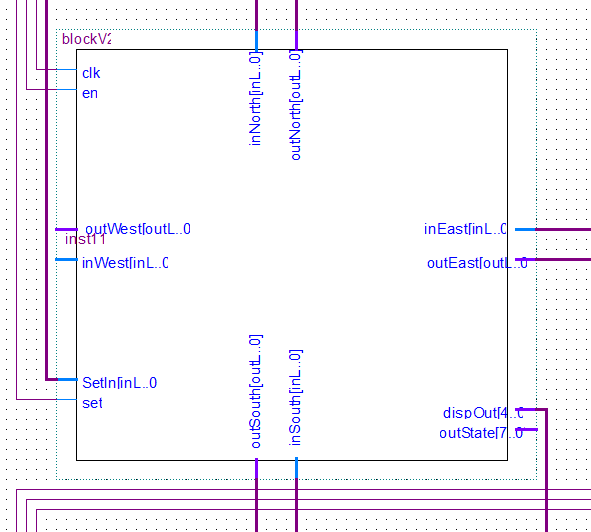 blockV2
clk
en
inNorth[inL..0]
outNorth[outL..0]
outWest[outL..0
inst11
inWest[inL..0
inEast[inL..0
outEast[outL..0
SetIn[inL..0
set
outSouth[outL..0]
inSouth[inL..0]
dispOut[4..0
outState[7..0